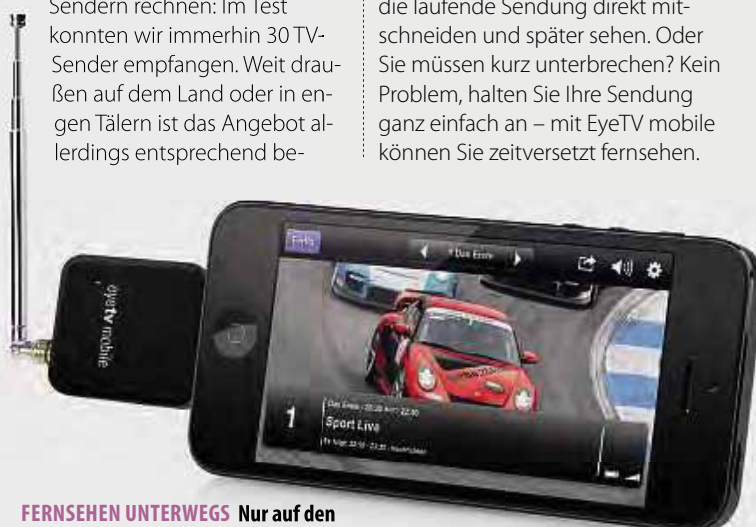 Sendern rechnen: Im Test
konnten wir immerhin 30 TV-
Sender empfangen. Weit drau-
ßen auf dem Land oder in en-
gen Tälern ist das Angebot al-
lerdings entsprechend be-
die laufende Sendung direkt mit-
schneiden und später sehen. Oder
Sie müssen kurz unterbrechen? Kein
Problem, halten Sie Ihre Sendung
ganz einfach an – mit EyeTV mobile
können Sie zeitversetzt fernsehen.
eyetv mobile
Das Erste
1
Das Erste
Sport Live
FERNSEHEN UNTERWEGS Nur auf den